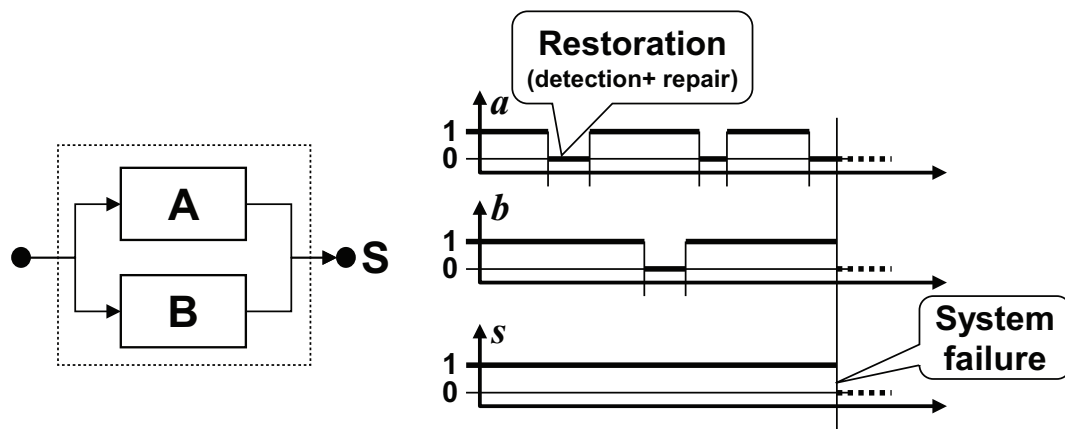 A
B
S
Restoration
(detection+ repair)
a
1
0
b
1
0
s
1
0
System
failure